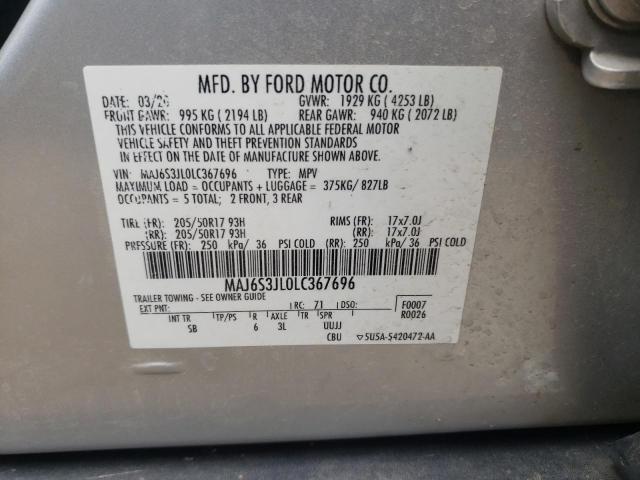 MFD. BY FORD MOTOR CO.
DATE: 03/20 GVWR: 1929 KG ( 4253 LB)
FRONT GAWR: 995 KG ( 2194 LB) REAR GAWR: 940 KG ( 2072 LB)
THIS VEHICLE CONFORMS TO ALL APPLICABLE FEDERAL MOTOR
VEHICLE SAFETY AND THEFT PREVENTION STANDARDS
IN EFFECT ON THE DATE OF MANUFACTURE SHOWN ABOVE.
VIN: MAJ6S3JL0LC367696 TYPE: MPV
MAXIMUM LOAD = OCCUPANTS + LUGGAGE = 375KG/ 827LB
OCCUPANTS = 5 TOTAL; 2 FRONT, 3 REAR
TIRE (FR): 205/50R17 93H RIMS (FR): 17x7.0J
(RR): 205/50R17 93H (RR): 17x7.0J
PRESSURE (FR): 250 kPa/ 36 PSI COLD (RR): 250 kPa/ 36 PSI COLD
MAJ6S3JL0LC367696
TRAILER TOWING - SEE OWNER GUIDE
EXT PNT: RC: 71 DSO: F0007
R0026
INT TR TP/PS R AXLE TR SPR
SB 6 3L UUJJ
CBU 5U5A-5420472-AA